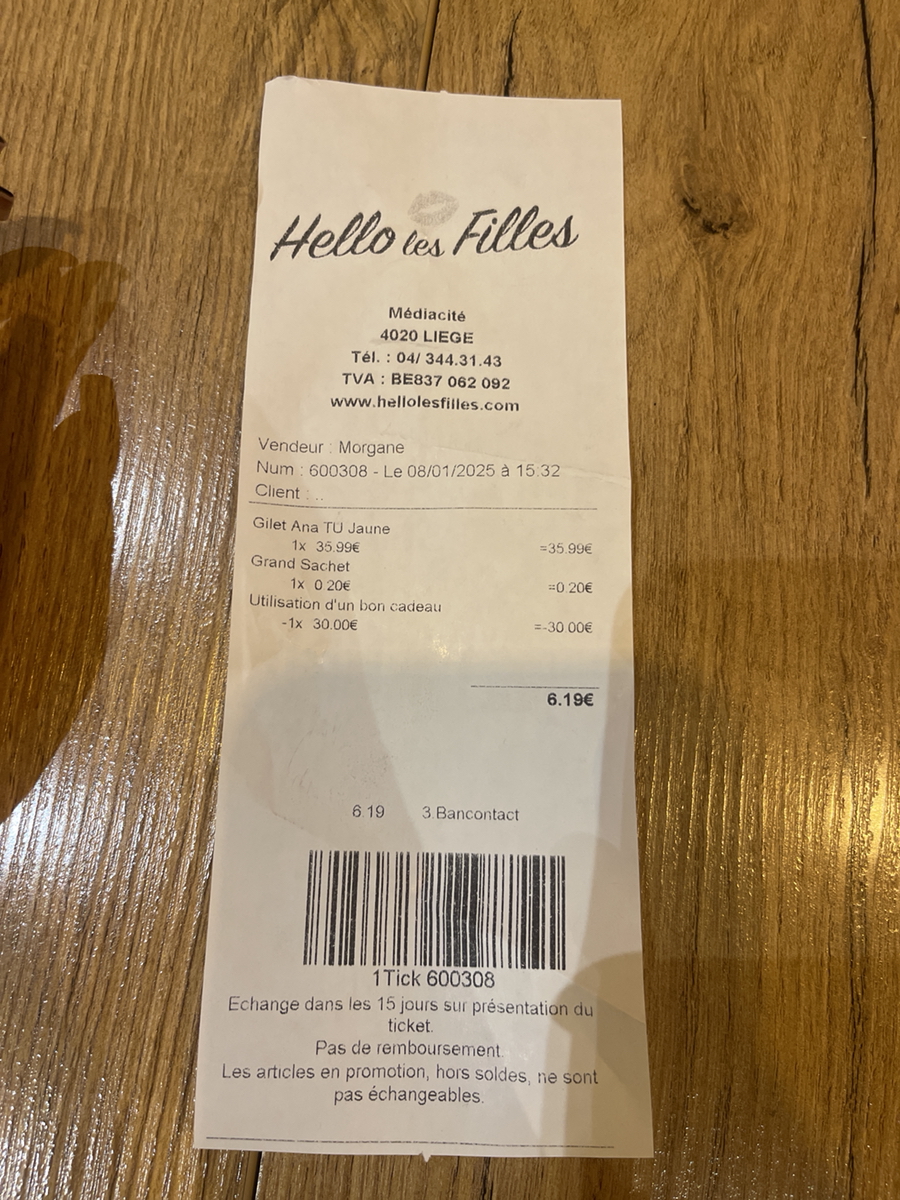 Hello les Filles
Médiacité
4020 LIEGE
Tél. : 04/ 344.31.43
TVA : BE837 062 092
www.hellolesfilles.com
Vendeur : Morgane
Num : 600308 - Le 08/01/2025 à 15:32
Client : ..
Gilet Ana TU Jaune
1x 35.99€ =35.99€
Grand Sachet
1x 0.20€ =0.20€
Utilisation d'un bon cadeau
-1x 30.00€ =-30.00€
6.19€
6.19 3.Bancontact
1Tick 600308
Echange dans les 15 jours sur présentation du
ticket.
Pas de remboursement.
Les articles en promotion, hors soldes, ne sont
pas échangeables.